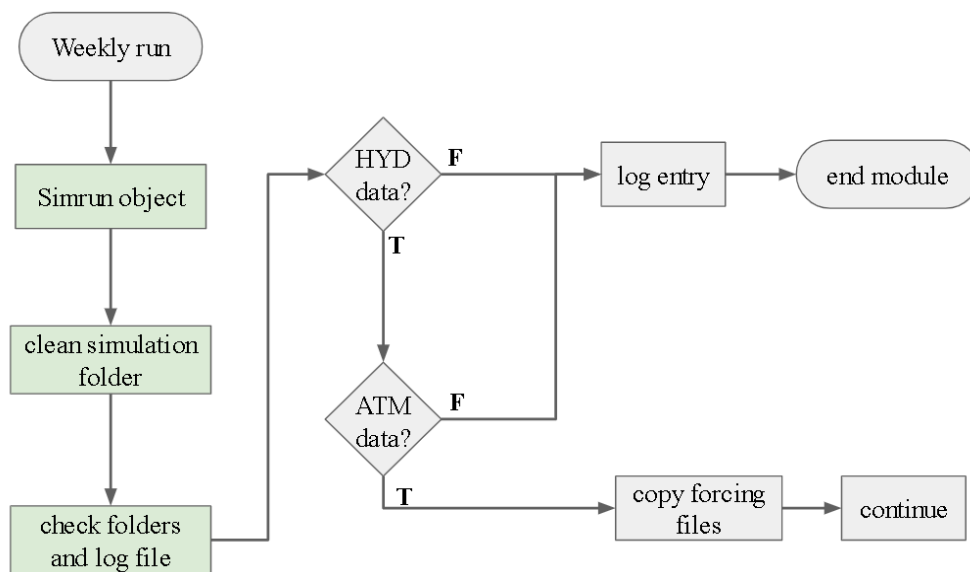 Weekly run
Simrun object
clean simulation
folder
check folders
and log file
HYD
data?
F
T
log entry
end module
ATM
data?
F
T
copy forcing
files
continue